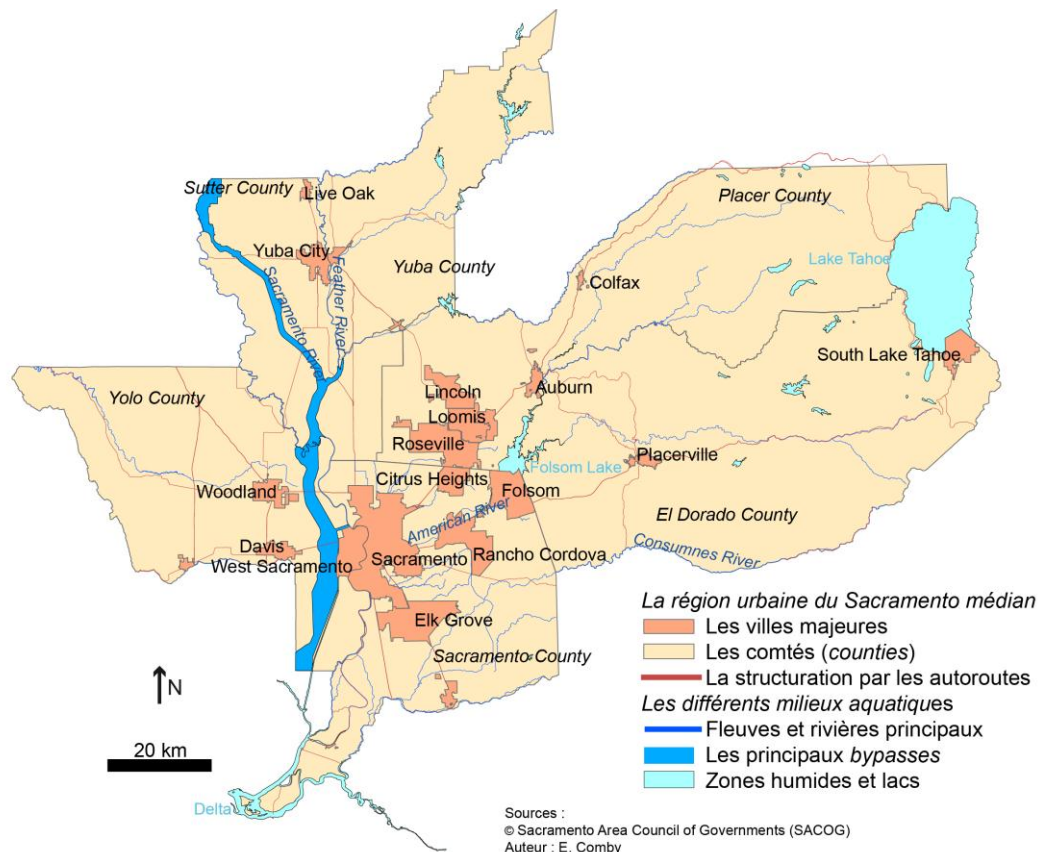 Sutter County
Live Oak
Placer County
Yuba City
Feather River
Sacramento River
Yuba County
Lake Tahoe
Colfax
South Lake Tahoe
Yolo County
Lincoln
Auburn
Loomis
Roseville
Placerville
Folsom Lake
Citrus Heights
Woodland
Folsom
American River
El Dorado County
Consumnes River
Davis
West Sacramento
Sacramento
Rancho Cordova
Elk Grove
Sacramento County
N
20 km
Delta
La région urbaine du Sacramento médian
Les villes majeures
Les comtés (counties)
La structuration par les autoroutes
Les différents milieux aquatiques
Fleuves et rivières principaux
Les principaux bypasses
Zones humides et lacs
Sources :
© Sacramento Area Council of Governments (SACOG)
Auteur : E. Comby